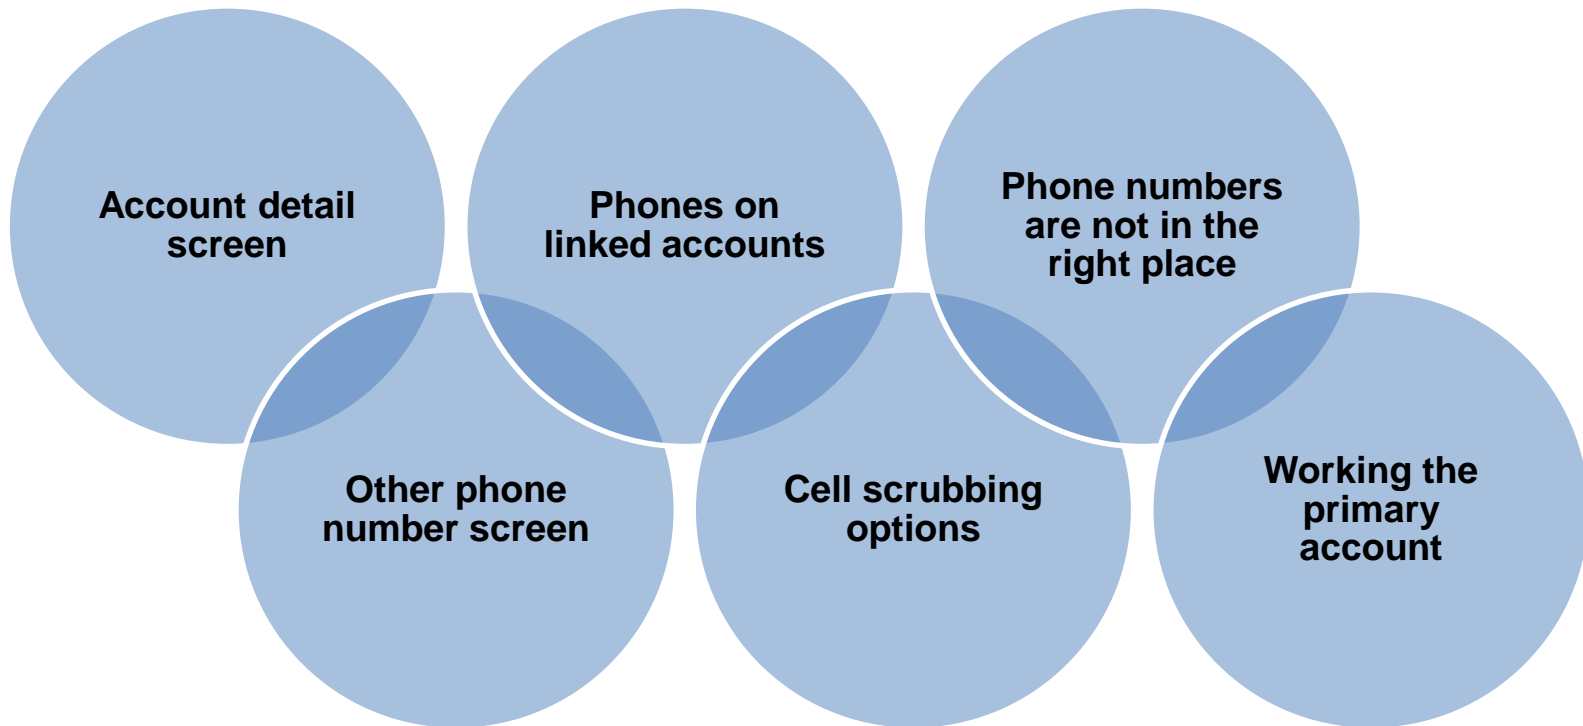 Account detail
screen
Phones on
linked accounts
Phone numbers
are not in the
right place
Other phone
number screen
Cell scrubbing
options
Working the
primary
account